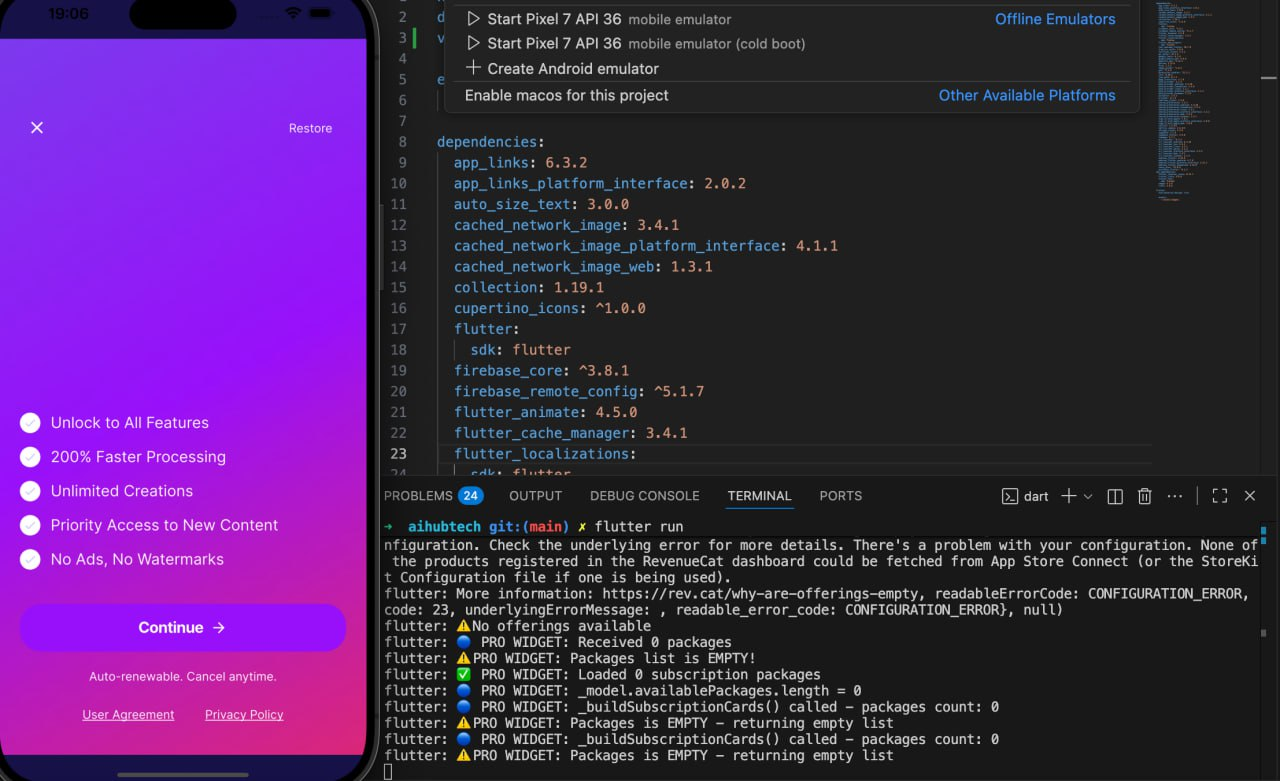 19:06
Restore
Unlock to All Features
200% Faster Processing
Unlimited Creations
Priority Access to New Content
No Ads, No Watermarks
Continue →
Auto-renewable. Cancel anytime.
User Agreement Privacy Policy
Start Pixel 7 API 36 mobile emulator Offline Emulators
Start Pixel 7 API 36 mobile emulator (cold boot)
Create Android emulator
Enable macos for this project Other Available Platforms
2 d
3 v
4
5 e
6
7
8 dependencies:
9 app_links: 6.3.2
10 app_links_platform_interface: 2.0.2
11 auto_size_text: 3.0.0
12 cached_network_image: 3.4.1
13 cached_network_image_platform_interface: 4.1.1
14 cached_network_image_web: 1.3.1
15 collection: 1.19.1
16 cupertino_icons: ^1.0.0
17 flutter:
18 sdk: flutter
19 firebase_core: ^3.8.1
20 firebase_remote_config: ^5.1.7
21 flutter_animate: 4.5.0
22 flutter_cache_manager: 3.4.1
23 flutter_localizations:
24 sdk: flutter
PROBLEMS 24 OUTPUT DEBUG CONSOLE TERMINAL PORTS dart
→ aihubtech git:(main) ✗ flutter run
nfiguration. Check the underlying error for more details. There's a problem with your configuration. None of
the products registered in the RevenueCat dashboard could be fetched from App Store Connect (or the StoreKi
t Configuration file if one is being used).
flutter: More information: https://rev.cat/why-are-offerings-empty, readableErrorCode: CONFIGURATION_ERROR,
code: 23, underlyingErrorMessage: , readable_error_code: CONFIGURATION_ERROR}, null)
flutter: ⚠️No offerings available
flutter: 🔵 PRO WIDGET: Received 0 packages
flutter: ⚠️PRO WIDGET: Packages list is EMPTY!
flutter: ✅ PRO WIDGET: Loaded 0 subscription packages
flutter: 🔵 PRO WIDGET: _model.availablePackages.length = 0
flutter: 🔵 PRO WIDGET: _buildSubscriptionCards() called – packages count: 0
flutter: ⚠️PRO WIDGET: Packages is EMPTY – returning empty list
flutter: 🔵 PRO WIDGET: _buildSubscriptionCards() called – packages count: 0
flutter: ⚠️PRO WIDGET: Packages is EMPTY – returning empty list